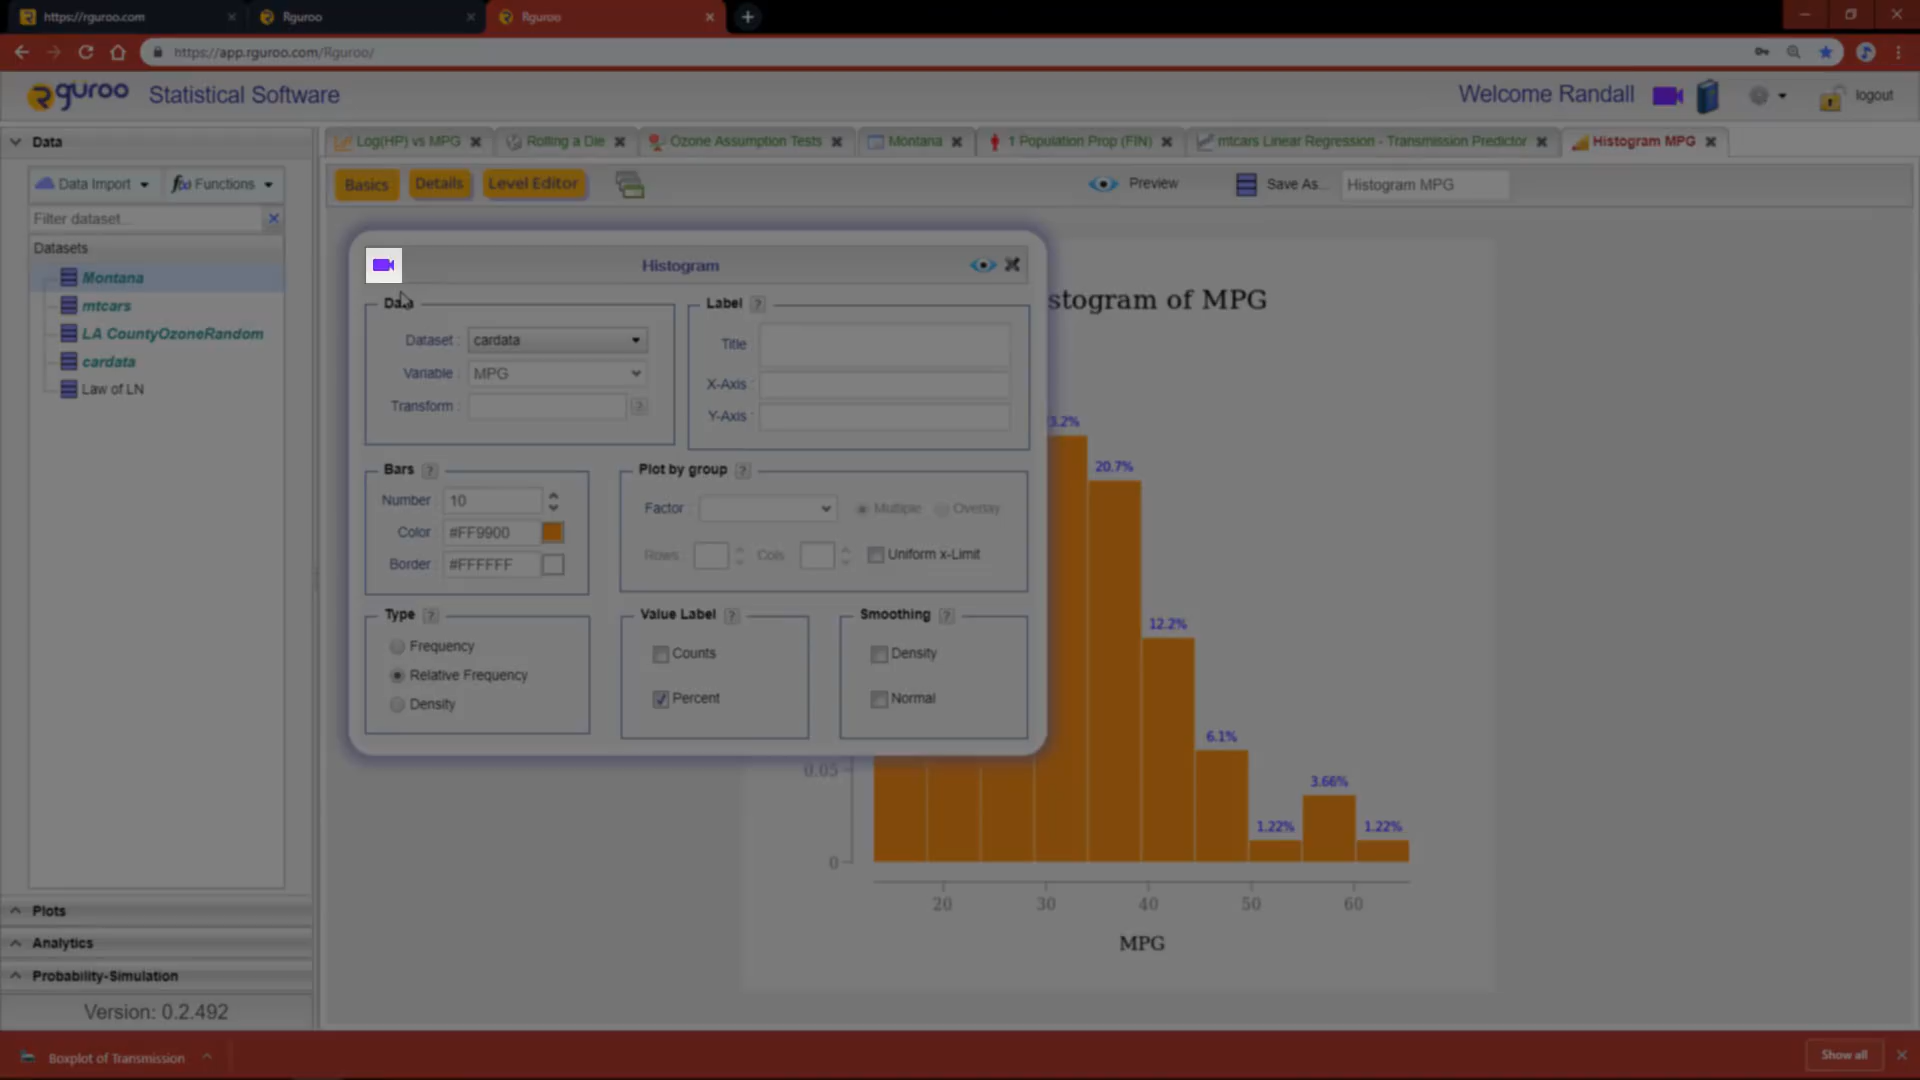 https://rguroo.com
Rguroo
Rguroo
https://app.rguroo.com/Rguroo/
guroo Statistical Software
Welcome Randall
logout
Data
Log(HP) vs MPG
Rolling a Die
Ozone Assumption Tests
Montana
1 Population Prop (FIN)
mtcars Linear Regression - Transmission Predictor
Histogram MPG
Data Import
f(x) Functions
Basics
Details
Level Editor
Preview
Save As...
Histogram MPG
Filter dataset...
Datasets
Montana
mtcars
LA CountyOzoneRandom
cardata
Law of LN
Histogram
Data
Dataset :
cardata
Variable :
MPG
Transform :
?
Label ?
Title
X-Axis
Y-Axis
stogram of MPG
Bars ?
Number :
10
Color :
#FF9900
Border :
#FFFFFF
Plot by group ?
Factor :
Multiple
Overlay
Rows
Cols
Uniform x-Limit
Type ?
Frequency
Relative Frequency
Density
Value Label ?
Counts
Percent
Smoothing ?
Density
Normal
3.2%
20.7%
12.2%
6.1%
1.22%
3.66%
1.22%
0.05
0
20 30 40 50 60
MPG
Plots
Analytics
Probability-Simulation
Version: 0.2.492
Boxplot of Transmission
Show all